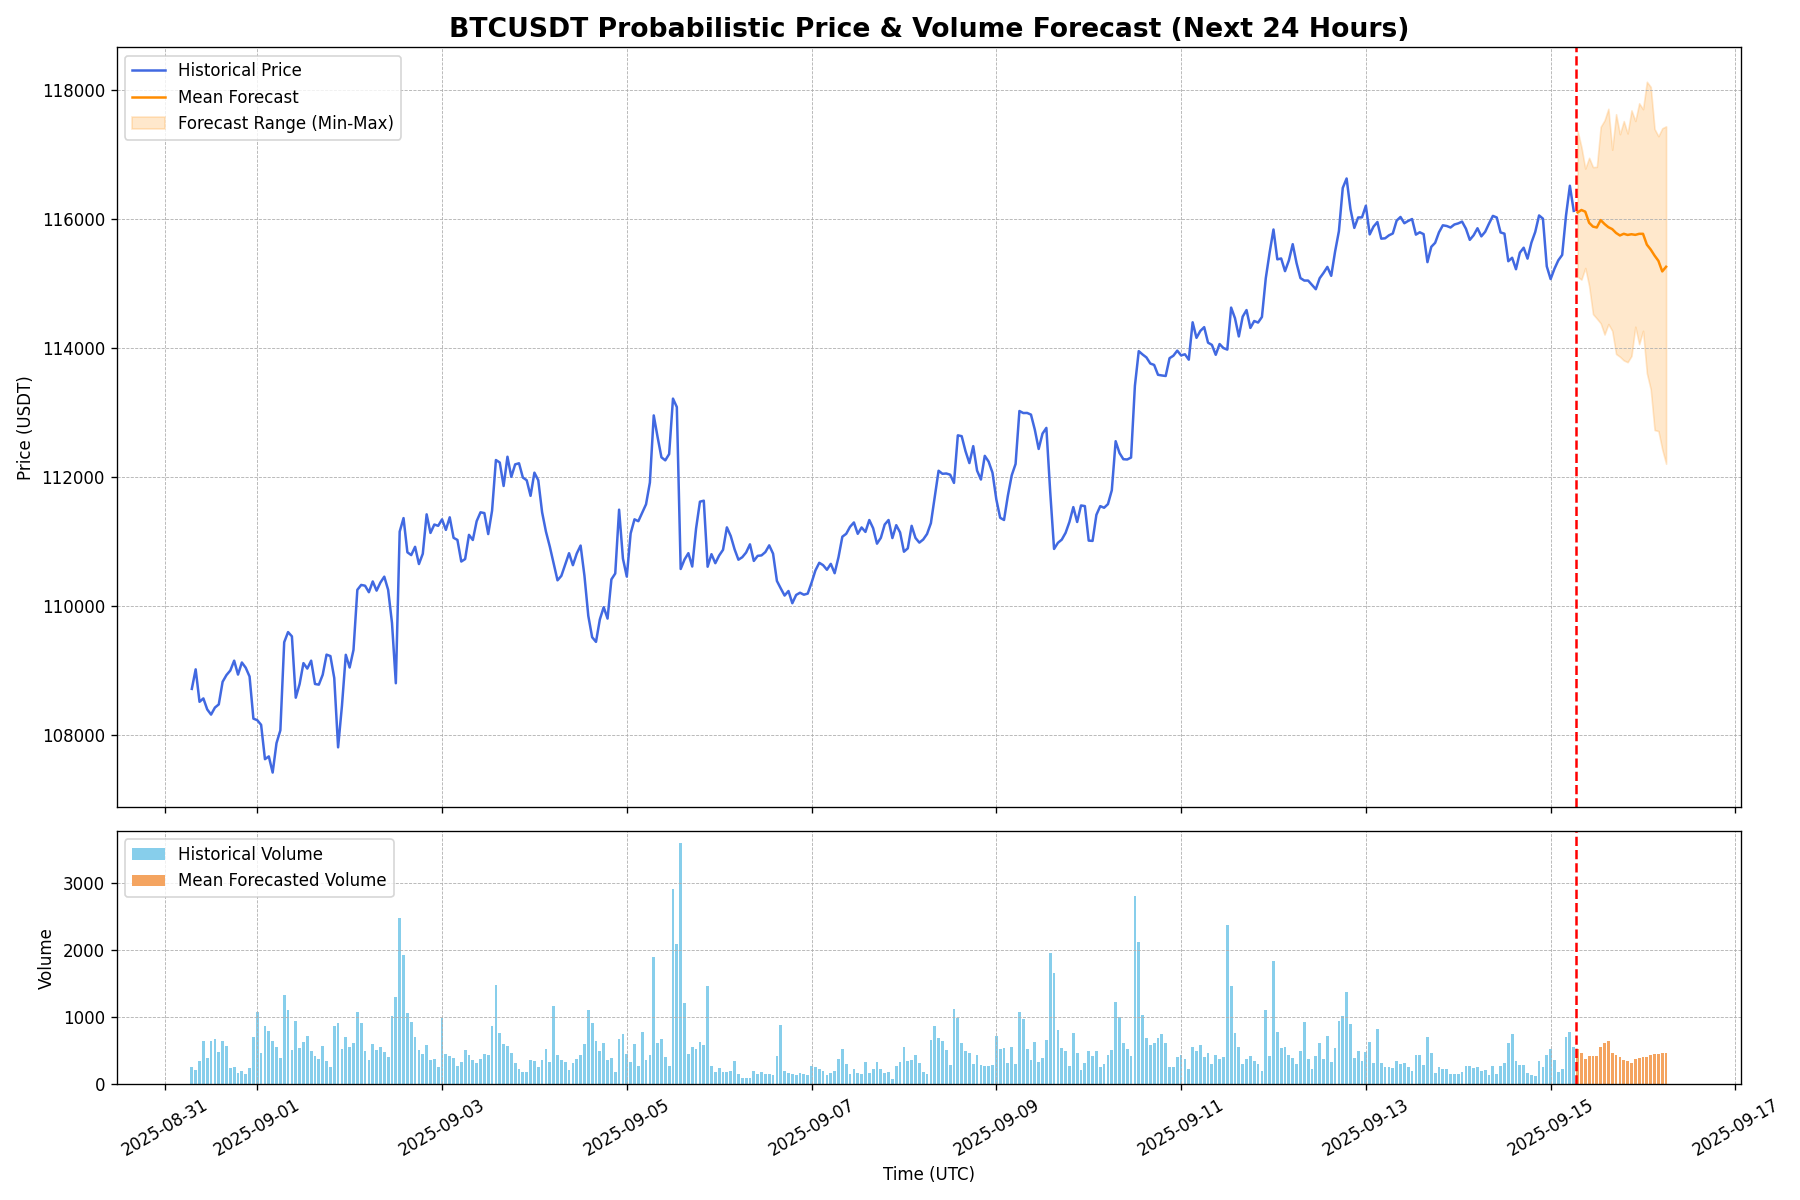 BTCUSDT Probabilistic Price & Volume Forecast (Next 24 Hours)
Historical Price
Mean Forecast
Forecast Range (Min-Max)
118000
116000
114000
112000
110000
108000
Price (USDT)
Historical Volume
Mean Forecasted Volume
3000
2000
1000
0
Volume
2025-08-31
2025-09-01
2025-09-03
2025-09-05
2025-09-07
2025-09-09
2025-09-11
2025-09-13
2025-09-15
2025-09-17
Time (UTC)